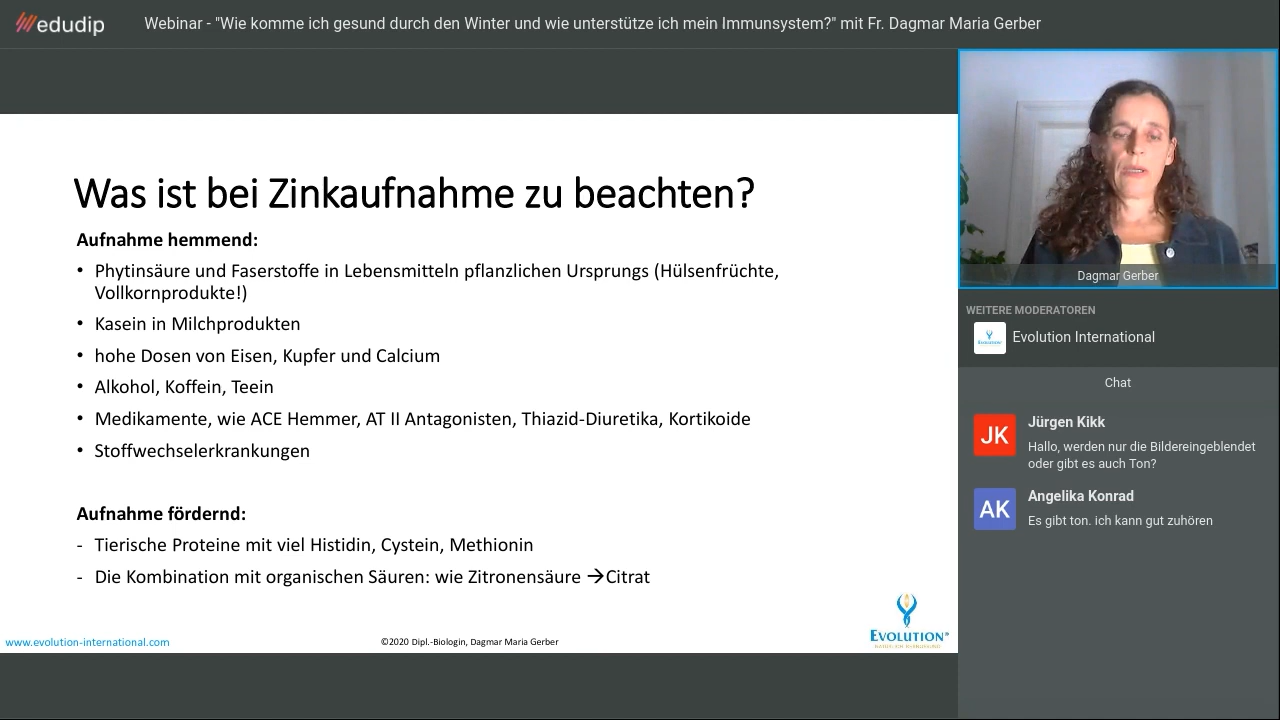 edudip
Webinar - "Wie komme ich gesund durch den Winter und wie unterstütze ich mein Immunsystem?" mit Fr. Dagmar Maria Gerber
Was ist bei Zinkaufnahme zu beachten?
Aufnahme hemmend:
• Phytinsäure und Faserstoffe in Lebensmitteln pflanzlichen Ursprungs (Hülsenfrüchte,
Vollkornprodukte!)
• Kasein in Milchprodukten
• hohe Dosen von Eisen, Kupfer und Calcium
• Alkohol, Koffein, Teein
• Medikamente, wie ACE Hemmer, AT II Antagonisten, Thiazid-Diuretika, Kortikoide
• Stoffwechselerkrankungen
Aufnahme fördernd:
- Tierische Proteine mit viel Histidin, Cystein, Methionin
- Die Kombination mit organischen Säuren: wie Zitronensäure →Citrat
www.evolution-international.com
©2020 Dipl.-Biologin, Dagmar Maria Gerber
EVOLUTION®
Dagmar Gerber
WEITERE MODERATOREN
Evolution International
Chat
JK
Jürgen Kikk
Hallo, werden nur die Bildereingeblendet
oder gibt es auch Ton?
AK
Angelika Konrad
Es gibt ton. ich kann gut zuhören